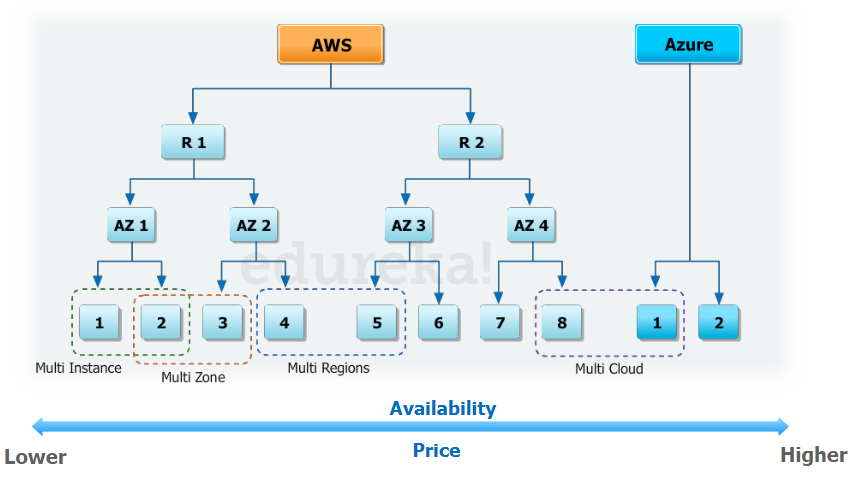 AWS
Azure
R 1
R 2
AZ 1
AZ 2
AZ 3
AZ 4
edureka!
1
2
3
4
5
6
7
8
1
2
Multi Instance
Multi Zone
Multi Regions
Multi Cloud
Availability
Lower
Price
Higher